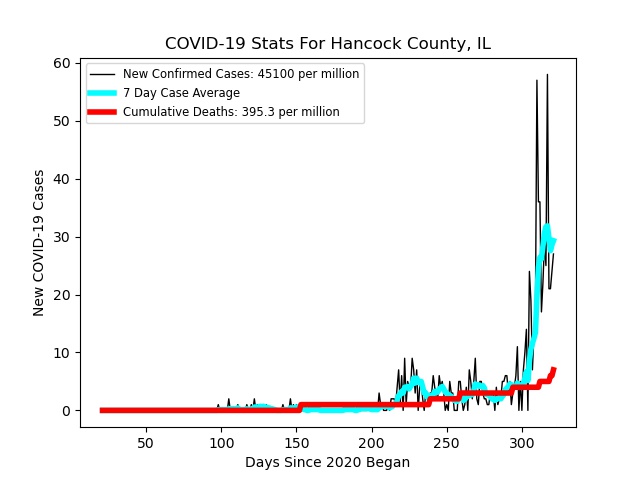 COVID-19 Stats For Hancock County, IL
New Confirmed Cases: 45100 per million
7 Day Case Average
Cumulative Deaths: 395.3 per million
60
50
40
30
20
10
0
New COVID-19 Cases
50 100 150 200 250 300
Days Since 2020 Began